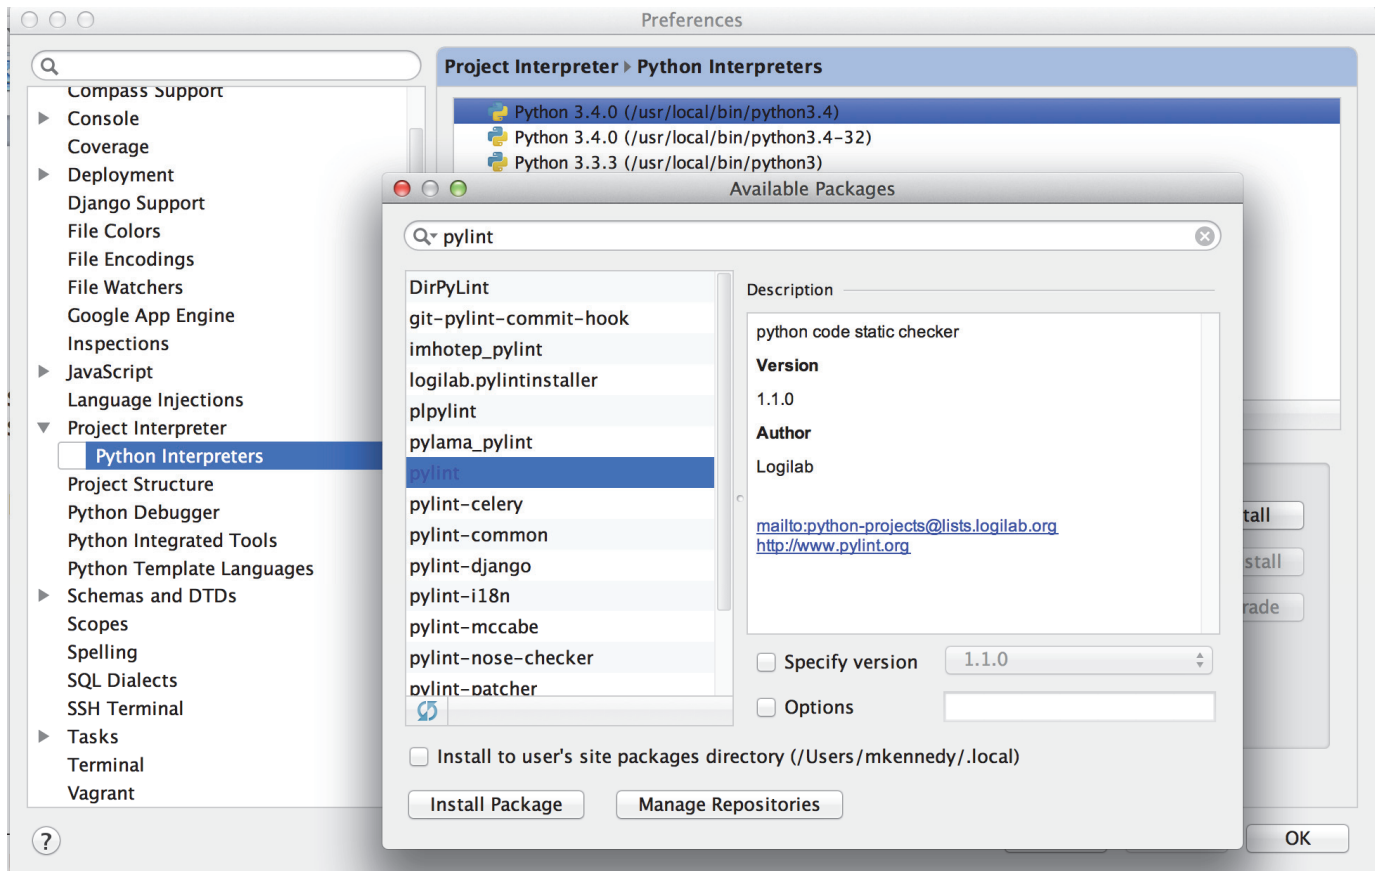 Preferences
Project Interpreter ▸ Python Interpreters
Compass Support
Console
Coverage
Deployment
Django Support
File Colors
File Encodings
File Watchers
Google App Engine
Inspections
JavaScript
Language Injections
Project Interpreter
Python Interpreters
Project Structure
Python Debugger
Python Integrated Tools
Python Template Languages
Schemas and DTDs
Scopes
Spelling
SQL Dialects
SSH Terminal
Tasks
Terminal
Vagrant
?
Python 3.4.0 (/usr/local/bin/python3.4)
Python 3.4.0 (/usr/local/bin/python3.4-32)
Python 3.3.3 (/usr/local/bin/python3)
Available Packages
pylint
DirPyLint
git-pylint-commit-hook
imhotep_pylint
logilab.pylintinstaller
plpylint
pylama_pylint
pylint
pylint-celery
pylint-common
pylint-django
pylint-i18n
pylint-mccabe
pylint-nose-checker
pylint-patcher
Description
python code static checker
Version
1.1.0
Author
Logilab
mailto:python-projects@lists.logilab.org
http://www.pylint.org
Specify version 1.1.0
Options
Install to user's site packages directory (/Users/mkennedy/.local)
Install Package
Manage Repositories
tall
stall
rade
OK